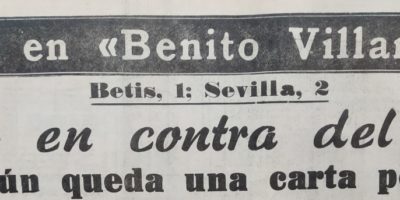 en «Benito Villa
Betis, 1; Sevilla, 2
en contra del
ún queda una carta p